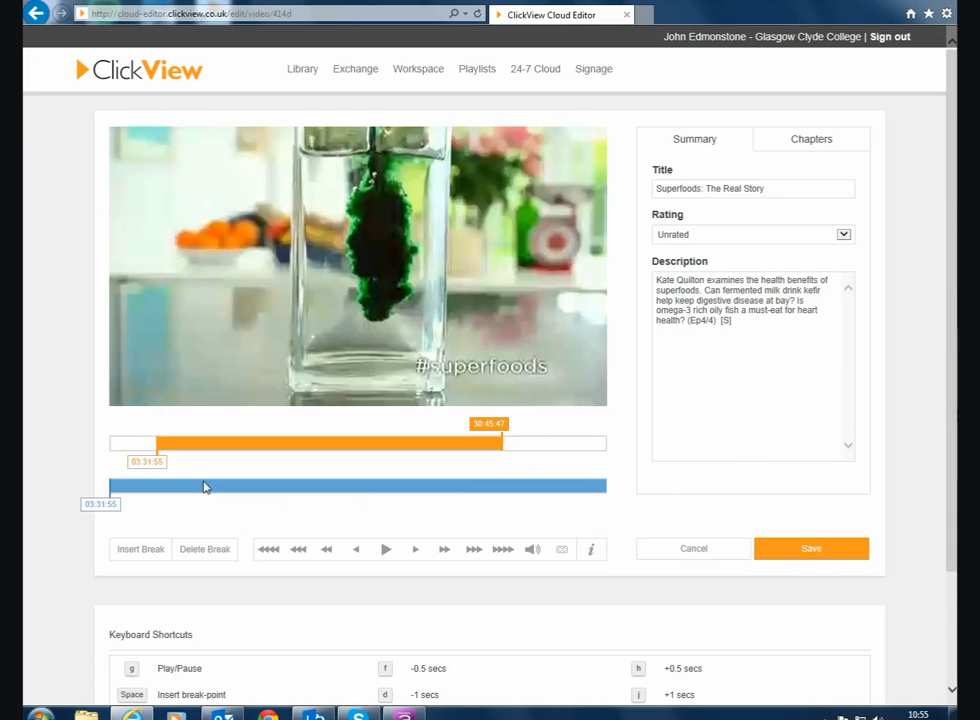 http://cloud-editor.clickview.co.uk/edit/video/414d
ClickView Cloud Editor
John Edmonstone - Glasgow Clyde College | Sign out
ClickView
Library Exchange Workspace Playlists 24-7 Cloud Signage
#superfoods
Summary Chapters
Title
Superfoods: The Real Story
Rating
Unrated
Description
Kate Quilton examines the health benefits of
superfoods. Can fermented milk drink kefir
help keep digestive disease at bay? Is
omega-3 rich oily fish a must-eat for heart
health? (Ep4/4) [S]
30:45:47
03:31:55
03:31:55
Insert Break Delete Break
Cancel Save
Keyboard Shortcuts
g Play/Pause f -0.5 secs h +0.5 secs
Space Insert break-point d -1 secs j +1 secs
10:55